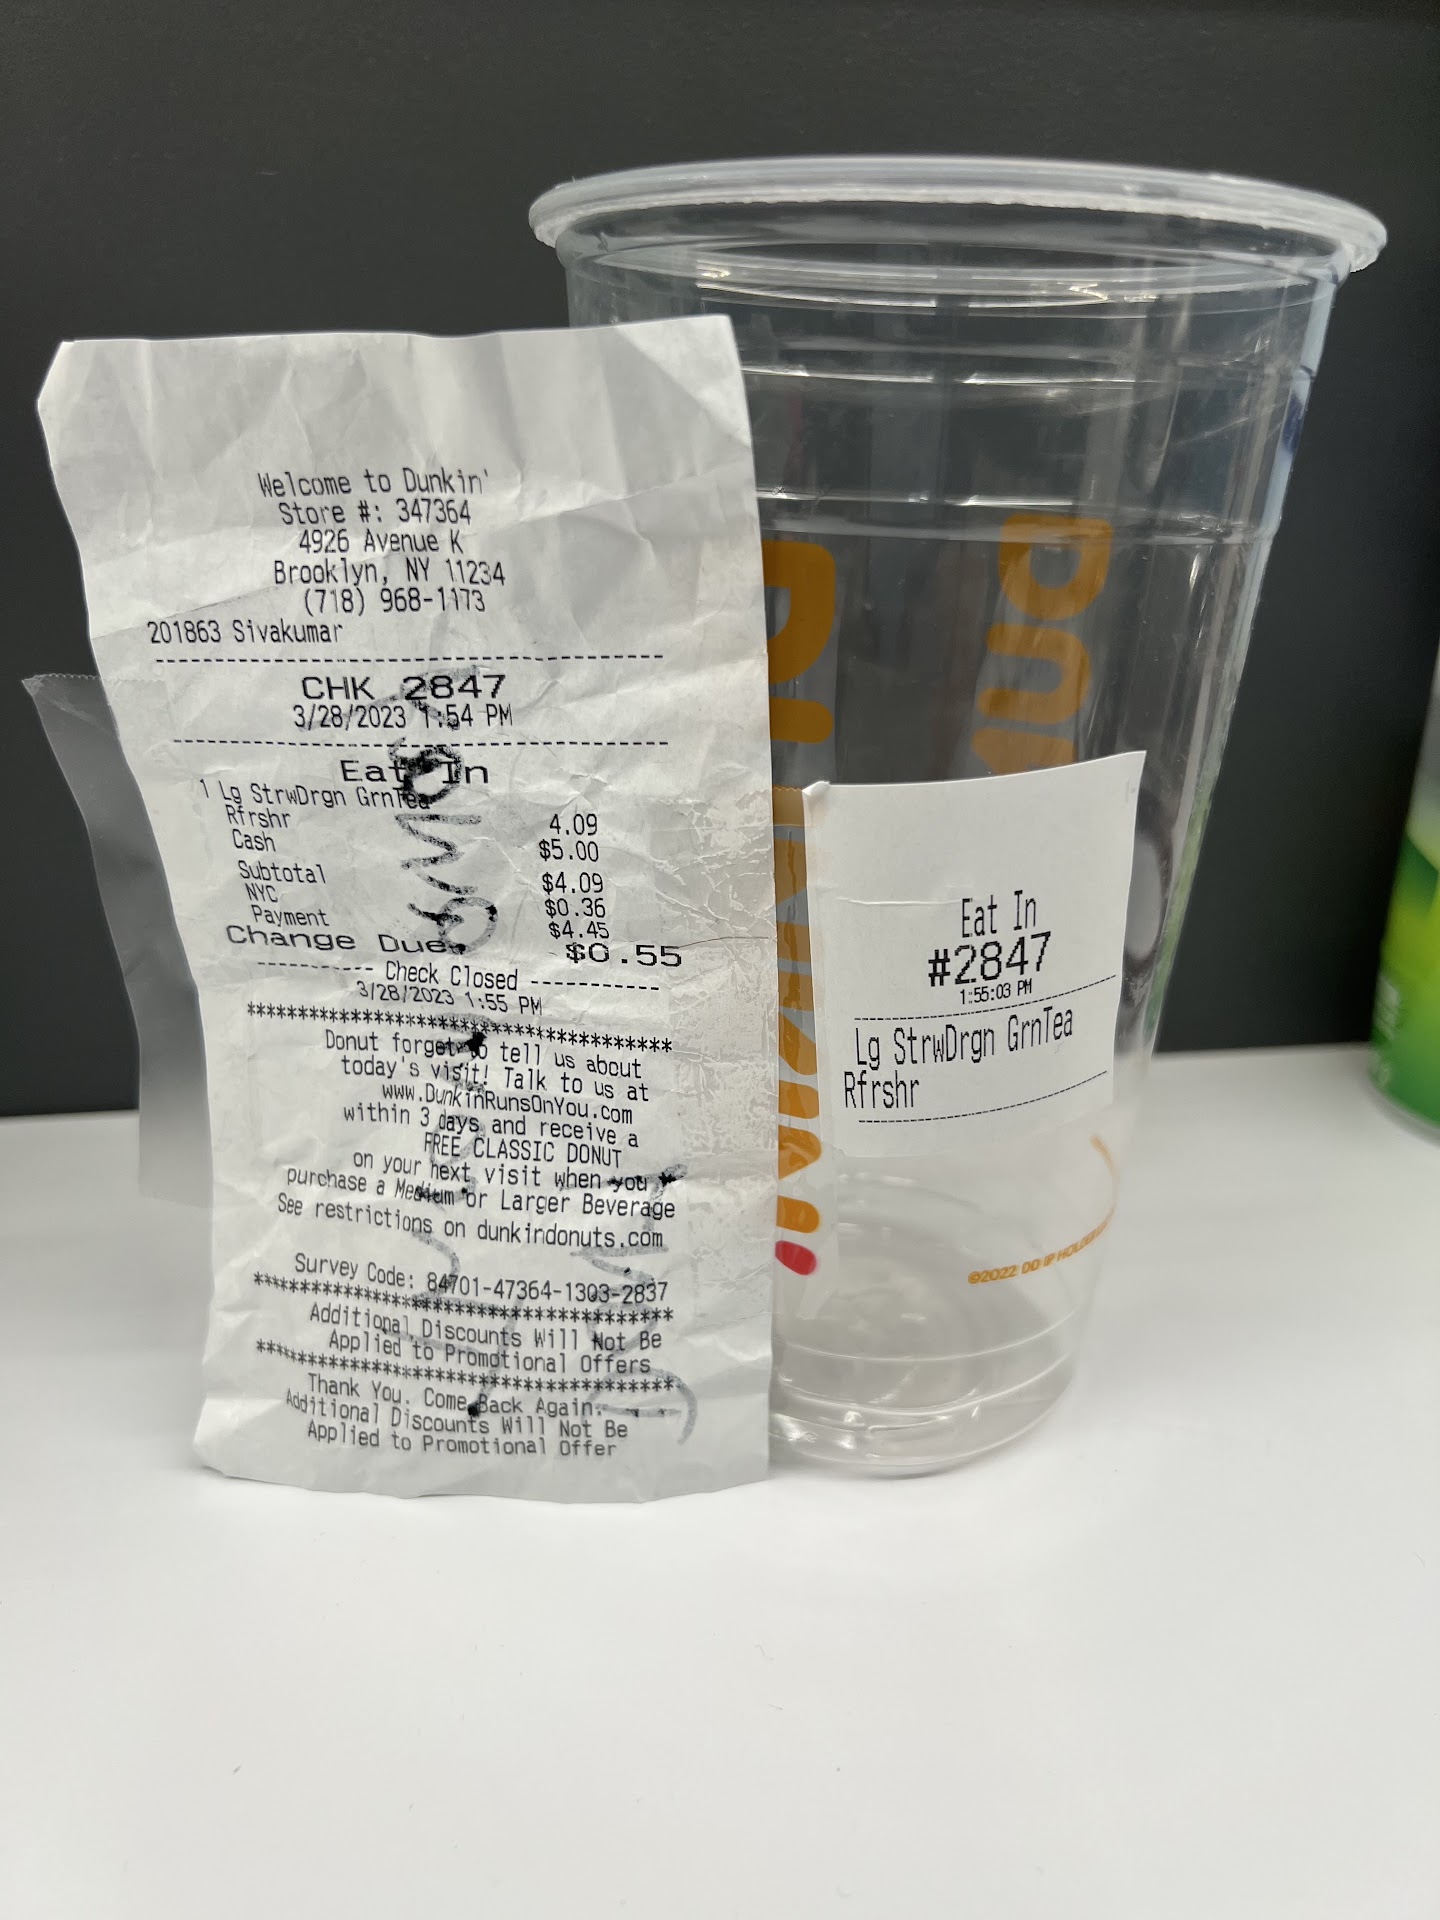 Welcome to Dunkin'
Store #: 347364
4926 Avenue K
Brooklyn, NY 11234
(718) 968-1173
201863 Sivakumar
--------------------------------------
CHK 2847
3/28/2023 1:54 PM
--------------------------------------
Eat In
1 Lg StrwDrgn GrnTea
Rfrshr 4.09
Cash $5.00
Subtotal $4.09
NYC $0.36
Payment $4.45
Change Due $0.55
----------- Check Closed -----------
3/28/2023 1:55 PM
**************************************
Donut forget to tell us about
today's visit! Talk to us at
www.DunkinRunsOnYou.com
within 3 days and receive a
FREE CLASSIC DONUT
on your next visit when you
purchase a Medium or Larger Beverage
See restrictions on dunkindonuts.com
Survey Code: 84701-47364-1303-2837
**************************************
Additional Discounts Will Not Be
Applied to Promotional Offers
**************************************
Thank You. Come Back Again.
Additional Discounts Will Not Be
Applied to Promotional Offer
Eat In
#2847
1:55:03 PM
Lg StrwDrgn GrnTea
Rfrshr
©2022 DD IP HOLDER